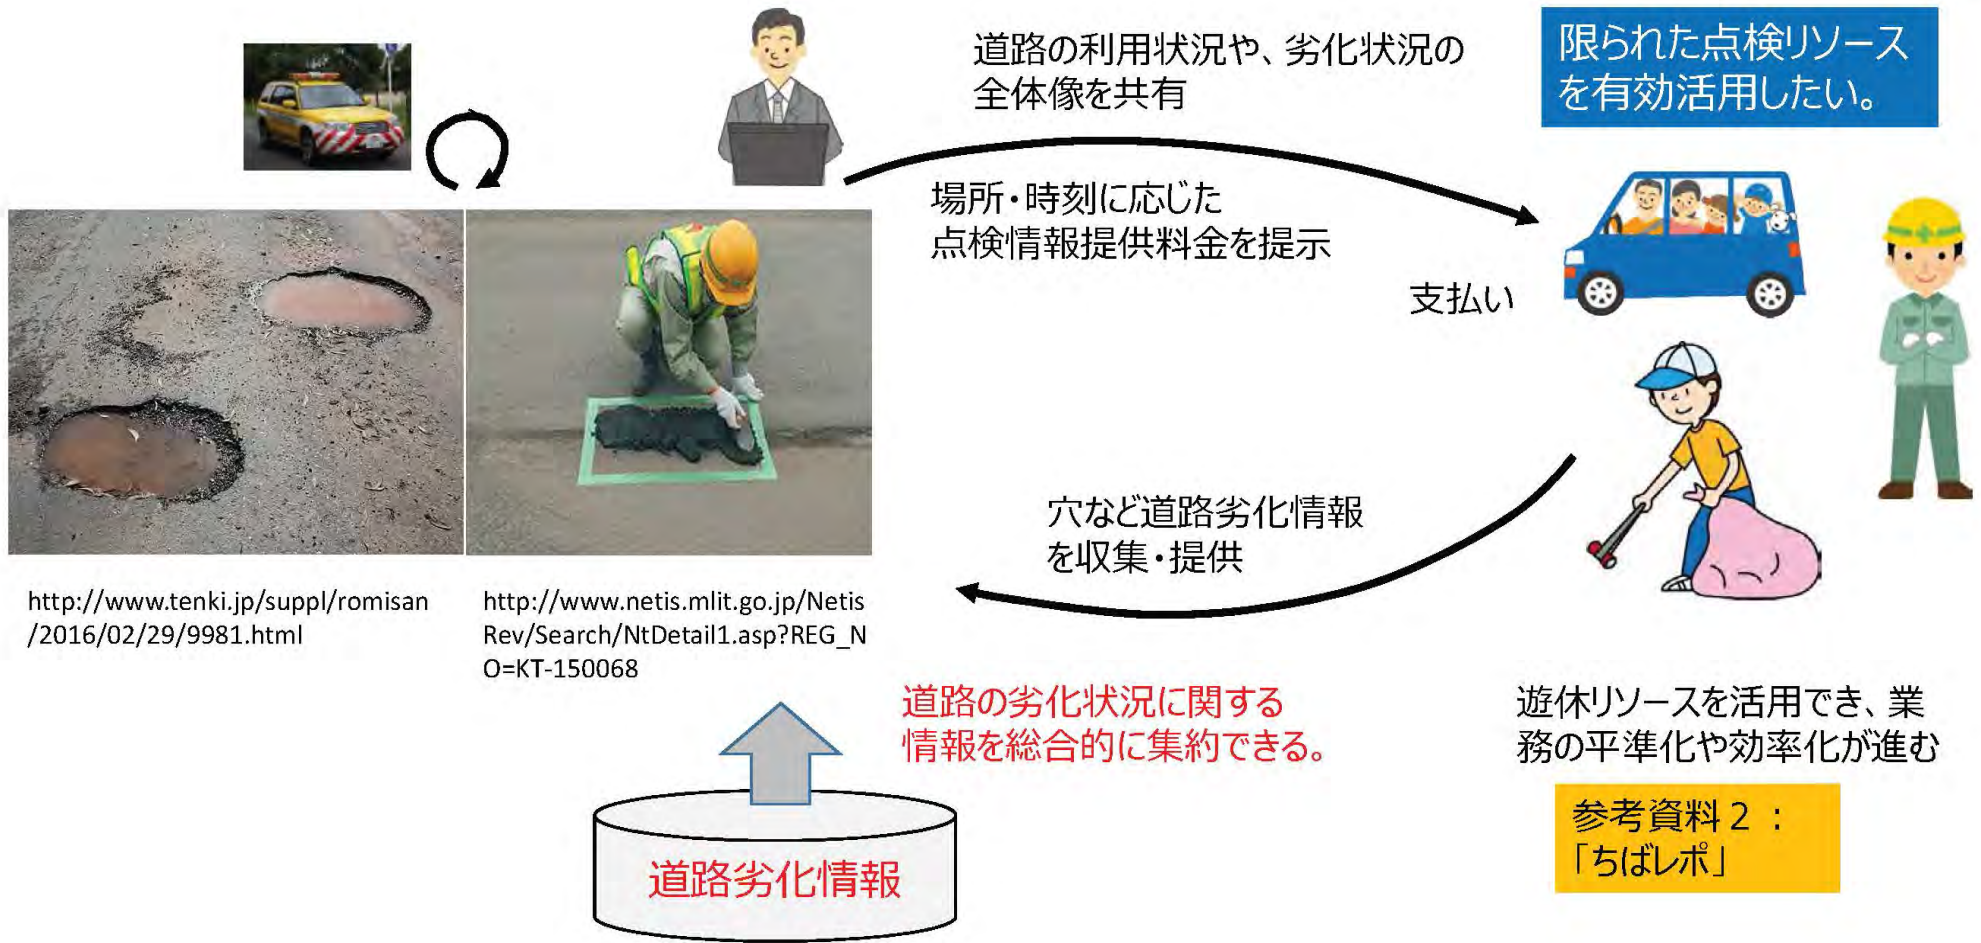 道路の利用状況や、劣化状況の
全体像を共有
限られた点検リソース
を有効活用したい。
場所・時刻に応じた
点検情報提供料金を提示
支払い
穴など道路劣化情報
を収集・提供
http://www.tenki.jp/suppl/romisan
/2016/02/29/9981.html
http://www.netis.mlit.go.jp/Netis
Rev/Search/NtDetail1.asp?REG_N
O=KT-150068
道路の劣化状況に関する
情報を総合的に集約できる。
道路劣化情報
遊休リソースを活用でき、業
務の平準化や効率化が進む
参考資料2:
「ちばレポ」